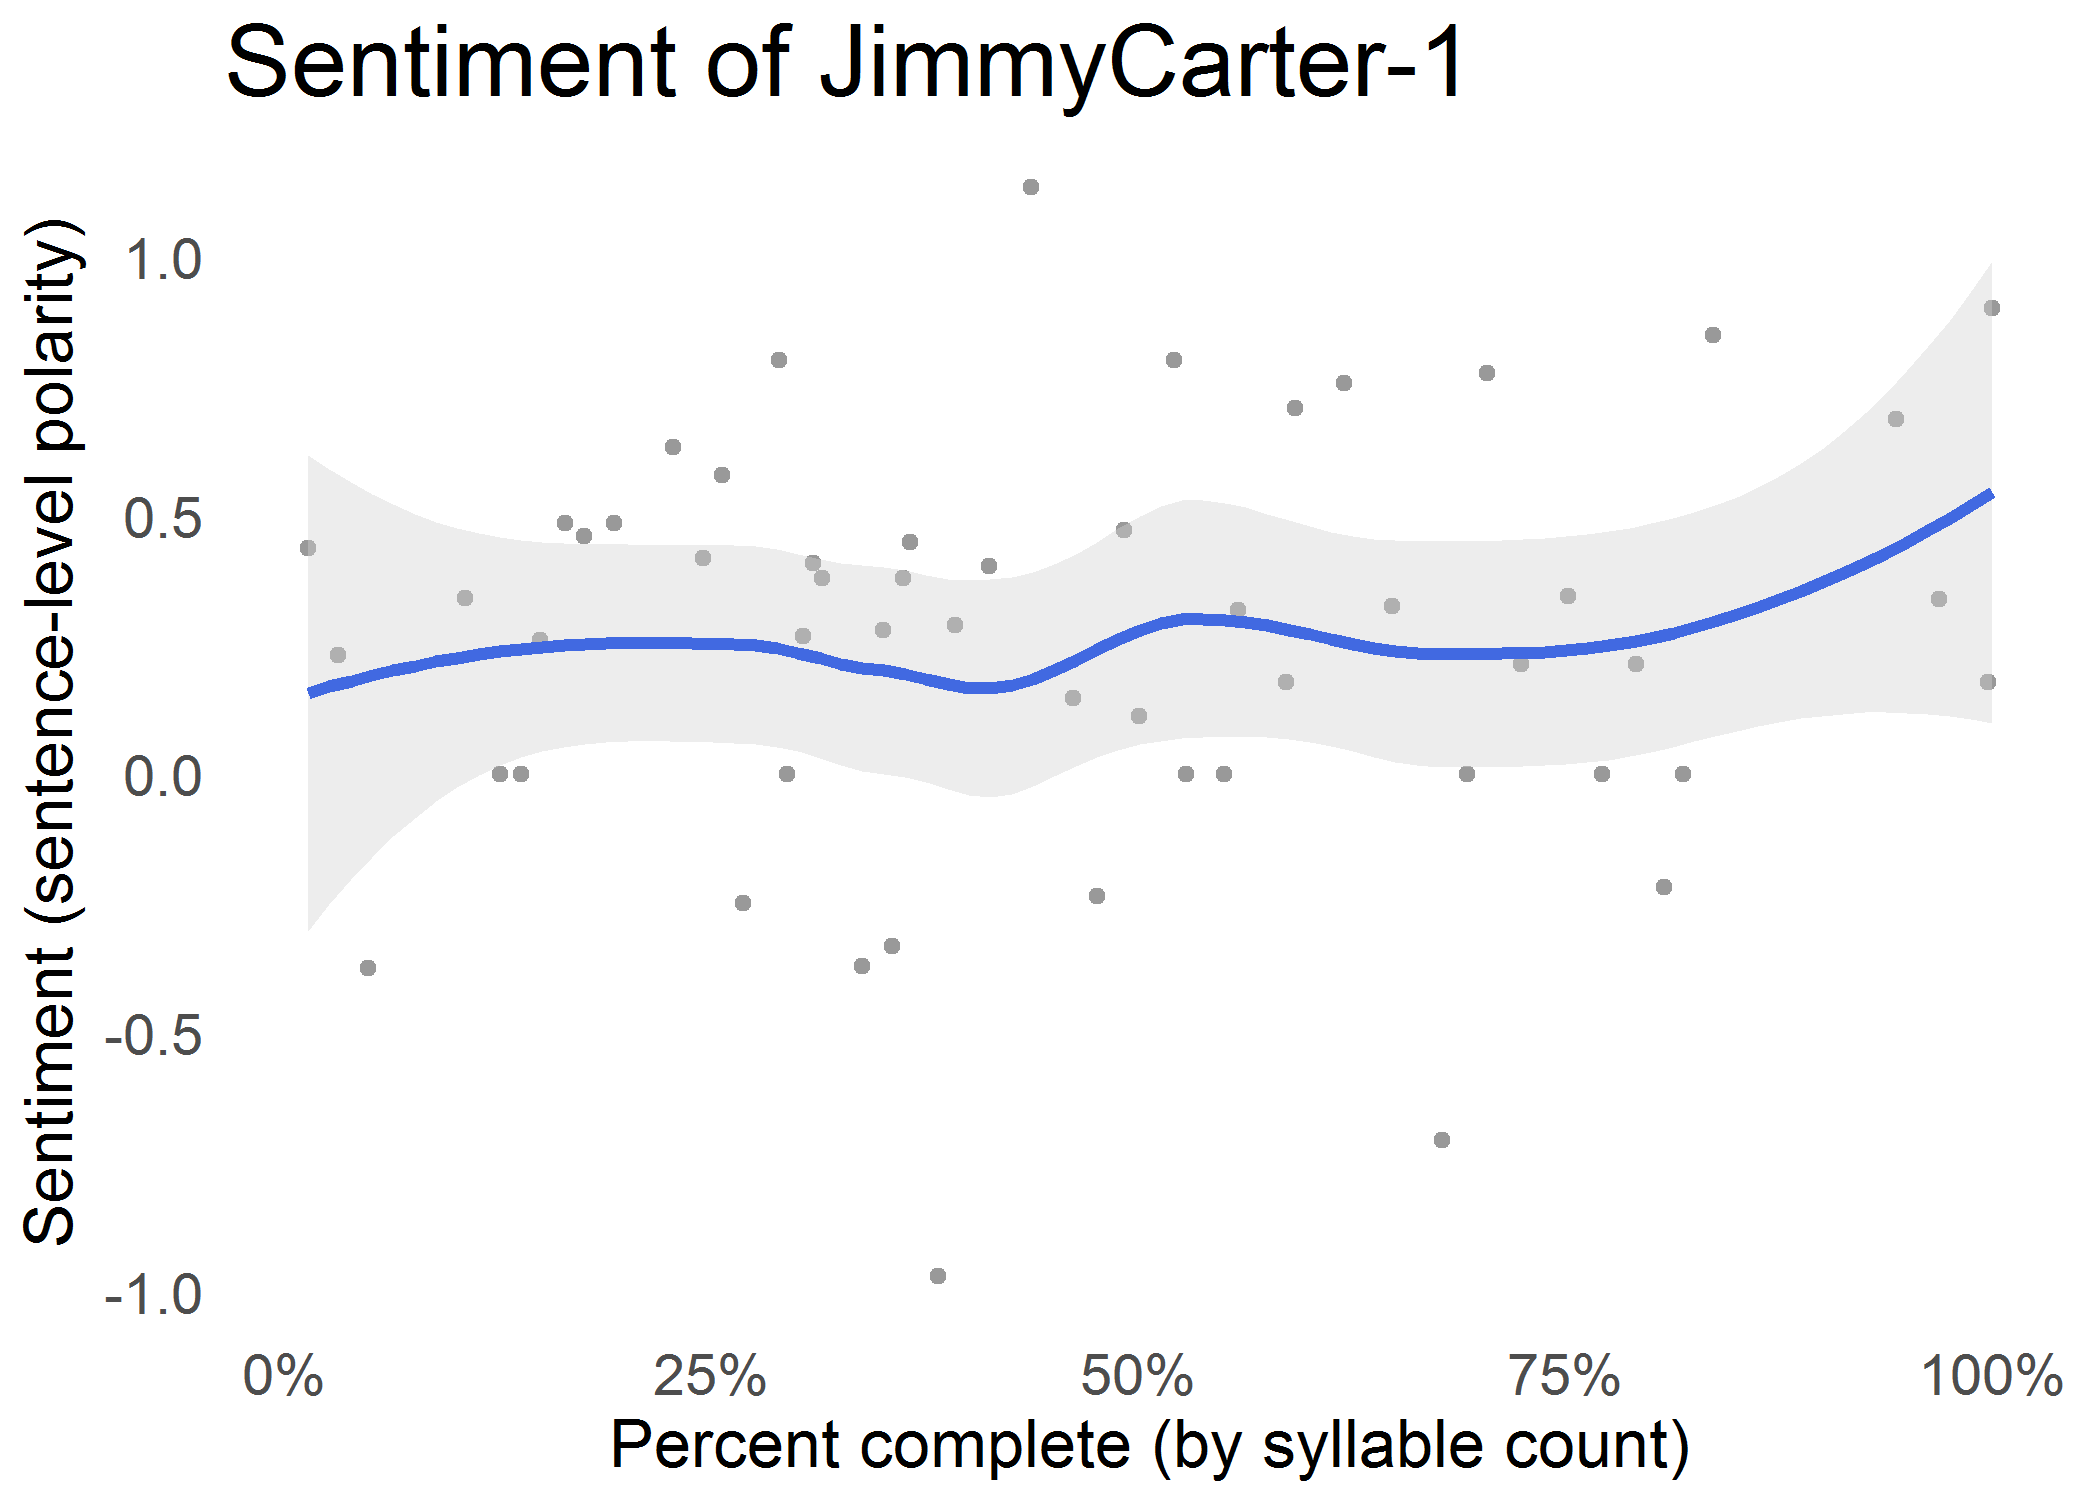 Sentiment of JimmyCarter-1
Sentiment (sentence-level polarity)
1.0
0.5
0.0
-0.5
-1.0
0% 25% 50% 75% 100%
Percent complete (by syllable count)